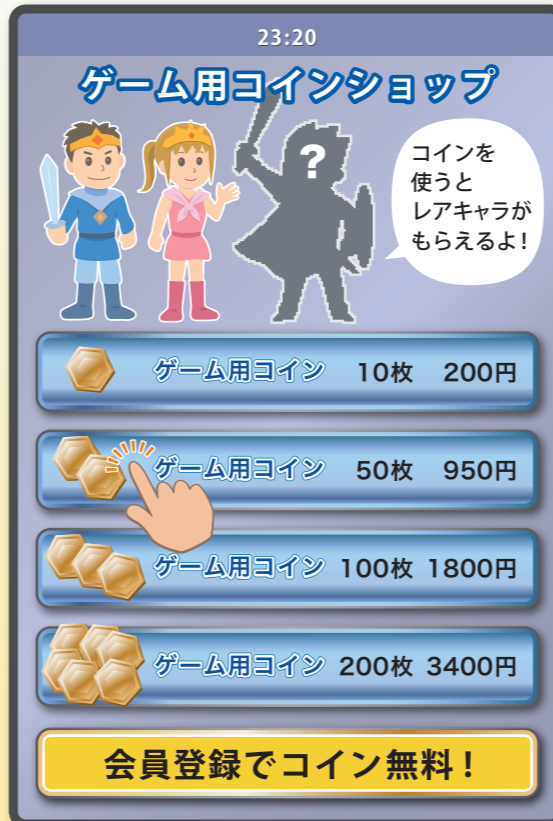 23:20
ゲーム用コインショップ
?
コインを
使うと
レアキャラが
もらえるよ!
ゲーム用コイン 10枚 200円
ゲーム用コイン 50枚 950円
ゲーム用コイン 100枚 1800円
ゲーム用コイン 200枚 3400円
会員登録でコイン無料!